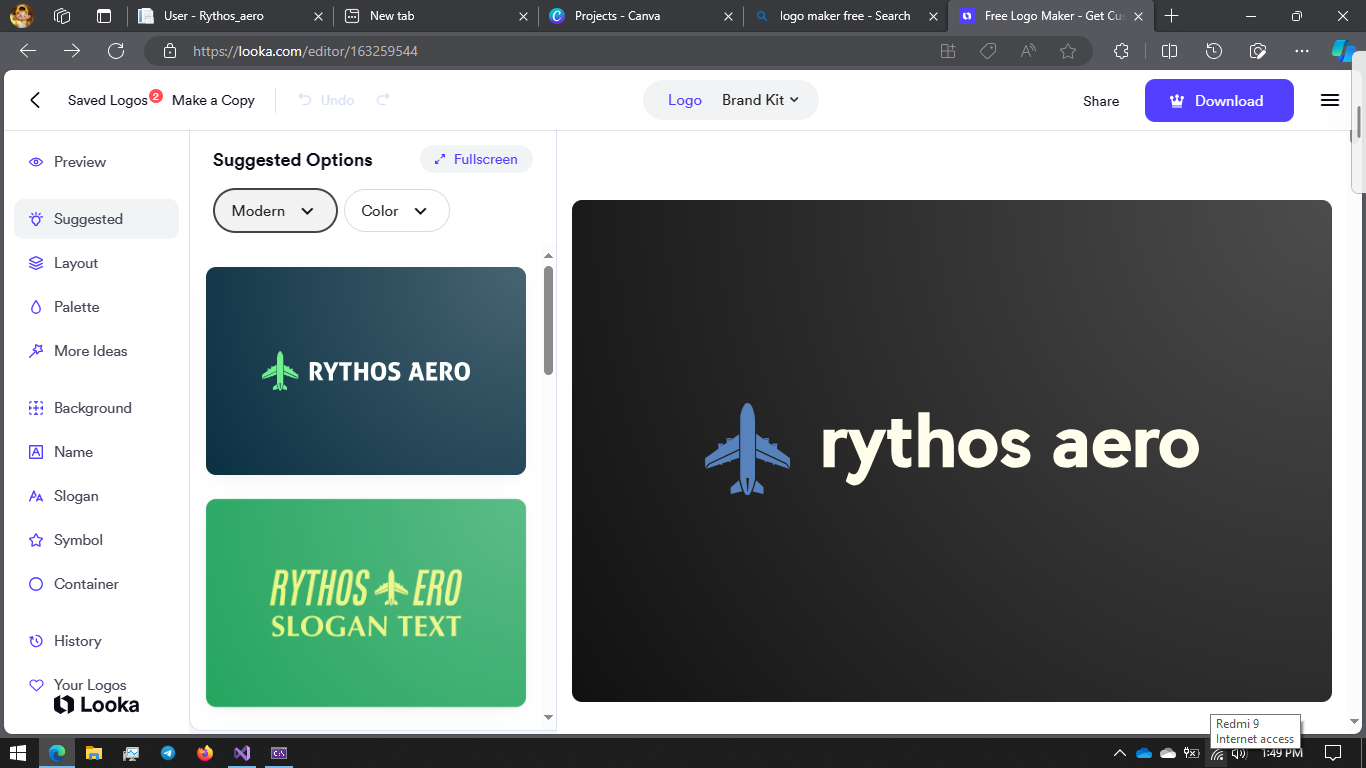 User - Rythos_aero
New tab
Projects - Canva
logo maker free - Search
Free Logo Maker - Get Cus
https://looka.com/editor/163259544
Saved Logos 2
Make a Copy
Undo
Logo
Brand Kit
Share
Download
Preview
Suggested
Layout
Palette
More Ideas
Background
Name
Slogan
Symbol
Container
History
Your Logos
Looka
Suggested Options
Fullscreen
Modern
Color
RYTHOS AERO
RYTHOS ERO
SLOGAN TEXT
rythos aero
Redmi 9
Internet access
1:49 PM